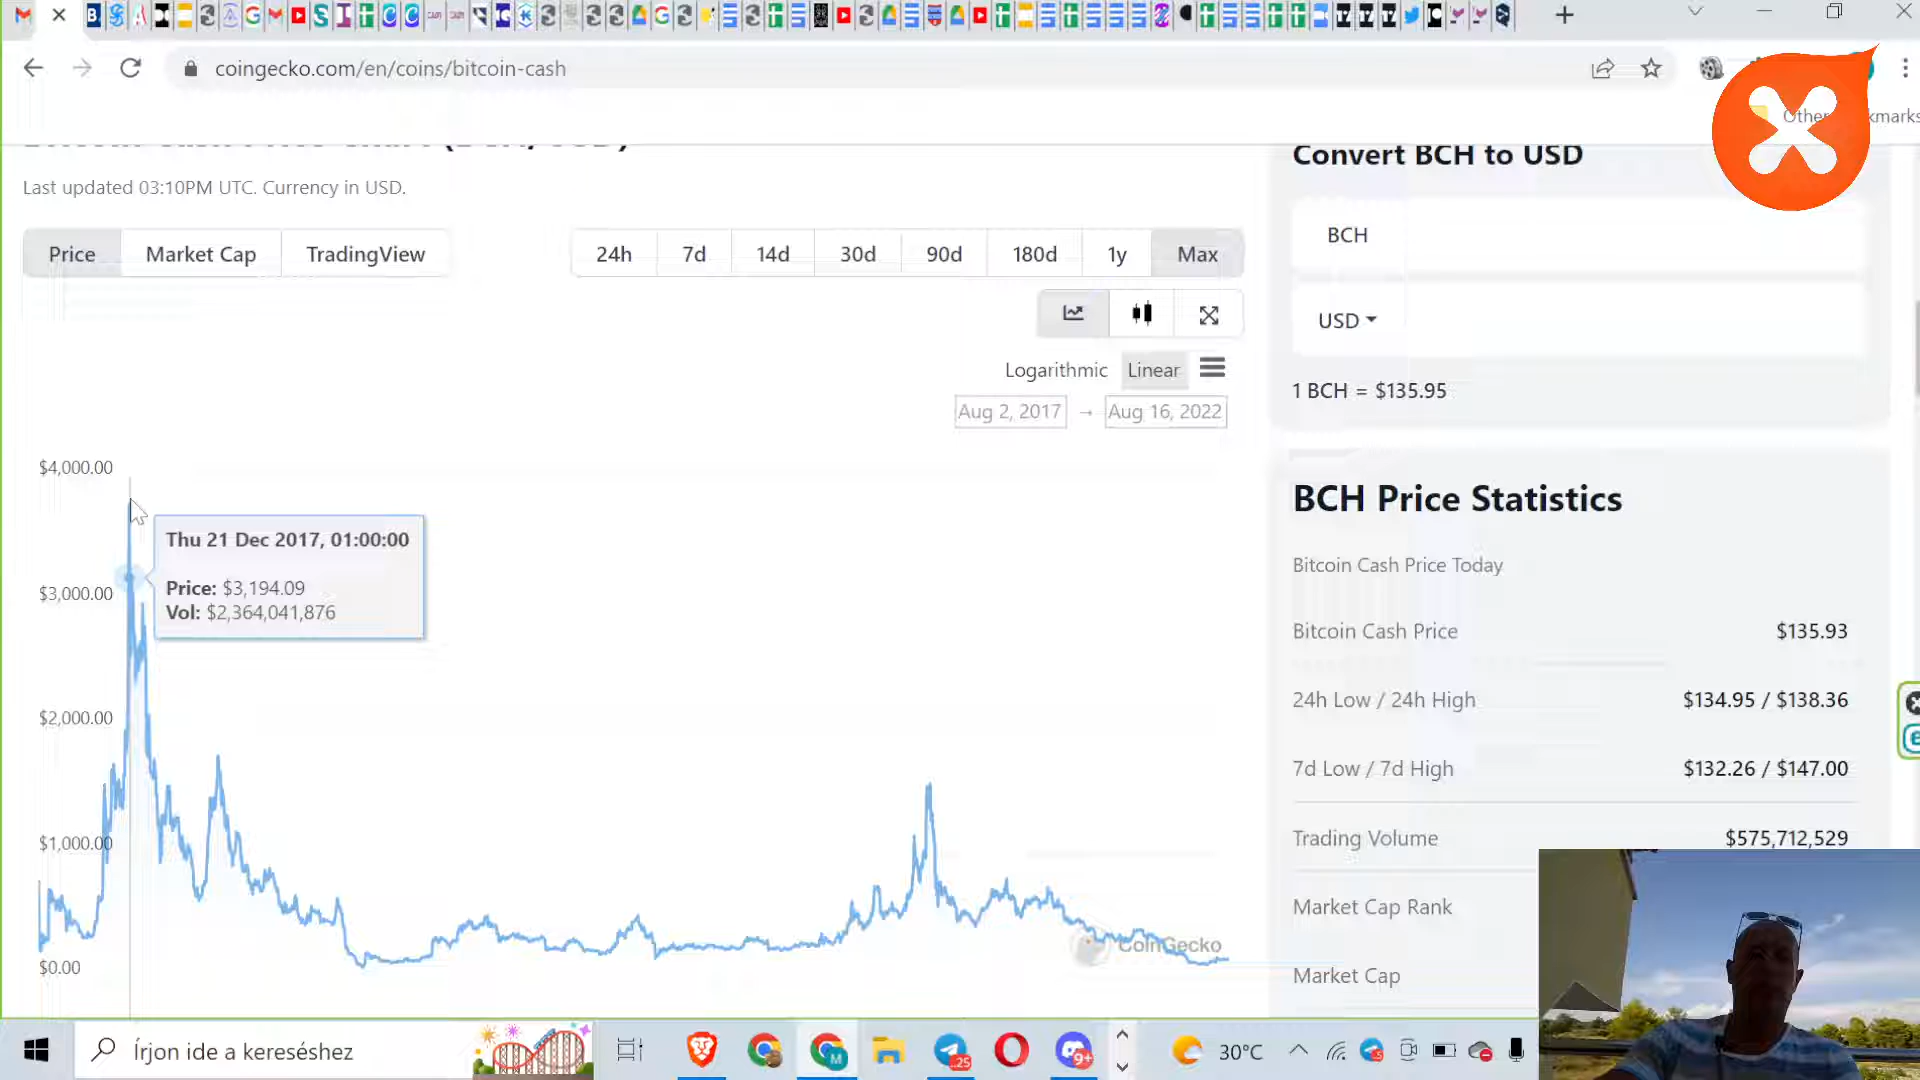 coingecko.com/en/coins/bitcoin-cash
Other
kmarks
Last updated 03:10PM UTC. Currency in USD.
Price
Market Cap
TradingView
24h
7d
14d
30d
90d
180d
1y
Max
Logarithmic
Linear
Aug 2, 2017 → Aug 16, 2022
$4,000.00
$3,000.00
$2,000.00
$1,000.00
$0.00
Thu 21 Dec 2017, 01:00:00
Price: $3,194.09
Vol: $2,364,041,876
CoinGecko
Convert BCH to USD
BCH
USD
1 BCH = $135.95
BCH Price Statistics
Bitcoin Cash Price Today
Bitcoin Cash Price $135.93
24h Low / 24h High $134.95 / $138.36
7d Low / 7d High $132.26 / $147.00
Trading Volume $575,712,529
Market Cap Rank
Market Cap
Írjon ide a kereséshez
M
25
9+
30°C